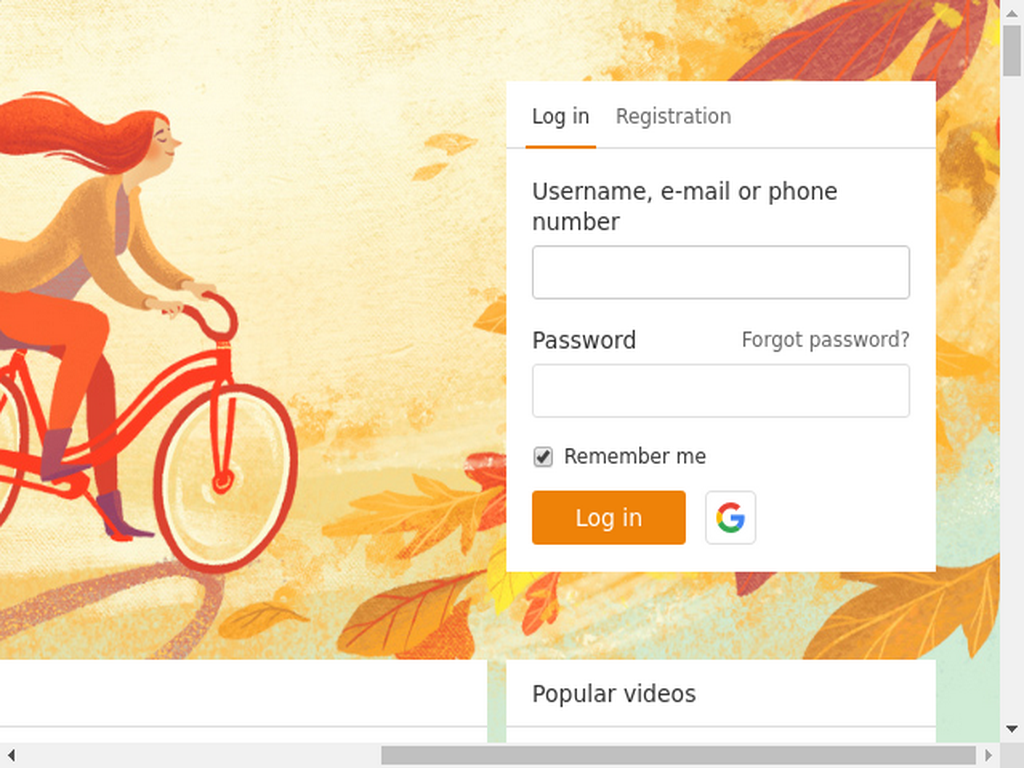 Log in Registration
Username, e-mail or phone
number
Password Forgot password?
Remember me
Log in
Popular videos